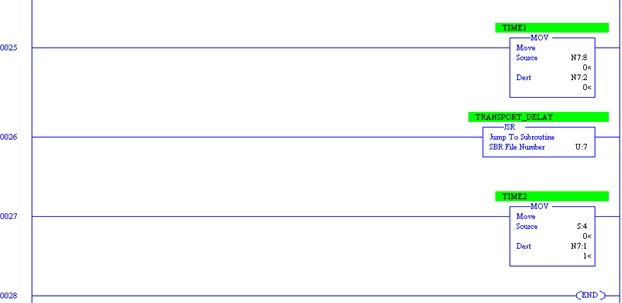 TIME1
MOV
0025
Move
Source N7:8
0<
Dest N7:2
0<
TRANSPORT_DELAY
JSR
0026
Jump To Subroutine
SBR File Number U:7
TIME2
MOV
0027
Move
Source S:4
0<
Dest N7:1
1<
0028
END